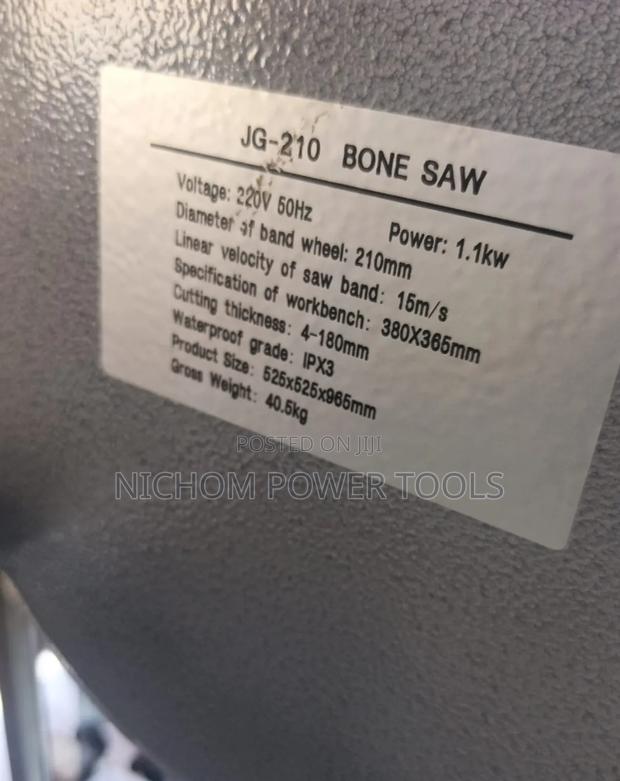 JG-210 BONE SAW
Voltage: 220V 50Hz Power: 1.1kw
Diameter of band wheel: 210mm
Linear velocity of saw band: 15m/s
Specification of workbench: 380X365mm
Cutting thickness: 4-180mm
Waterproof grade: IPX3
Product Size: 525x525x965mm
Gross Weight: 40.5kg
POSTED ON JIJI
NICHOM POWER TOOLS